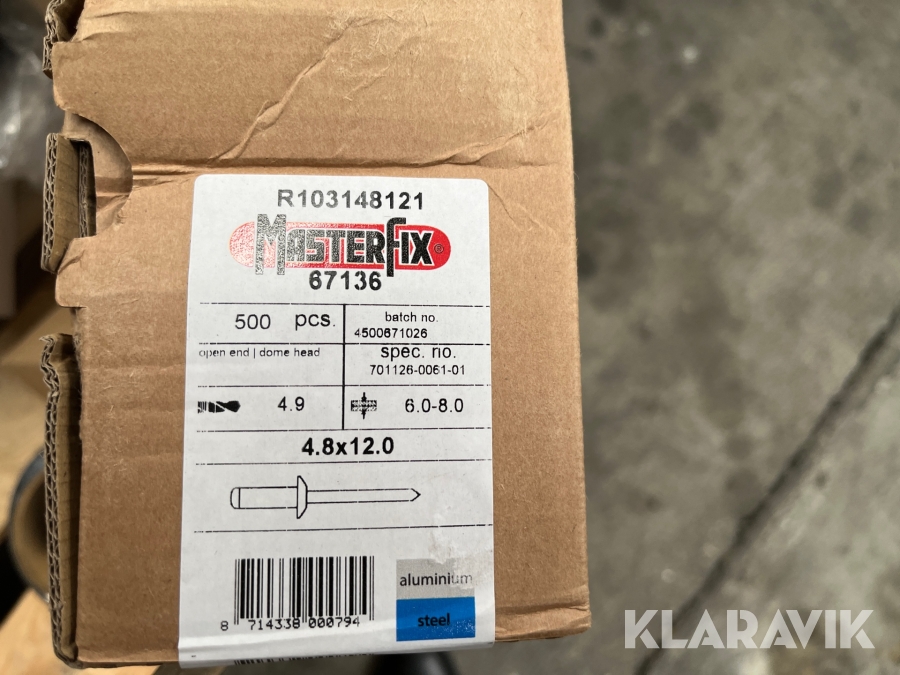 R103148121
MASTERFIX®
67136
500 pcs.
batch no.
4500671026
open end | dome head
spec. no.
701126-0061-01
4.9
6.0-8.0
4.8x12.0
aluminium
steel
8 714338 000794
KLARAVIK